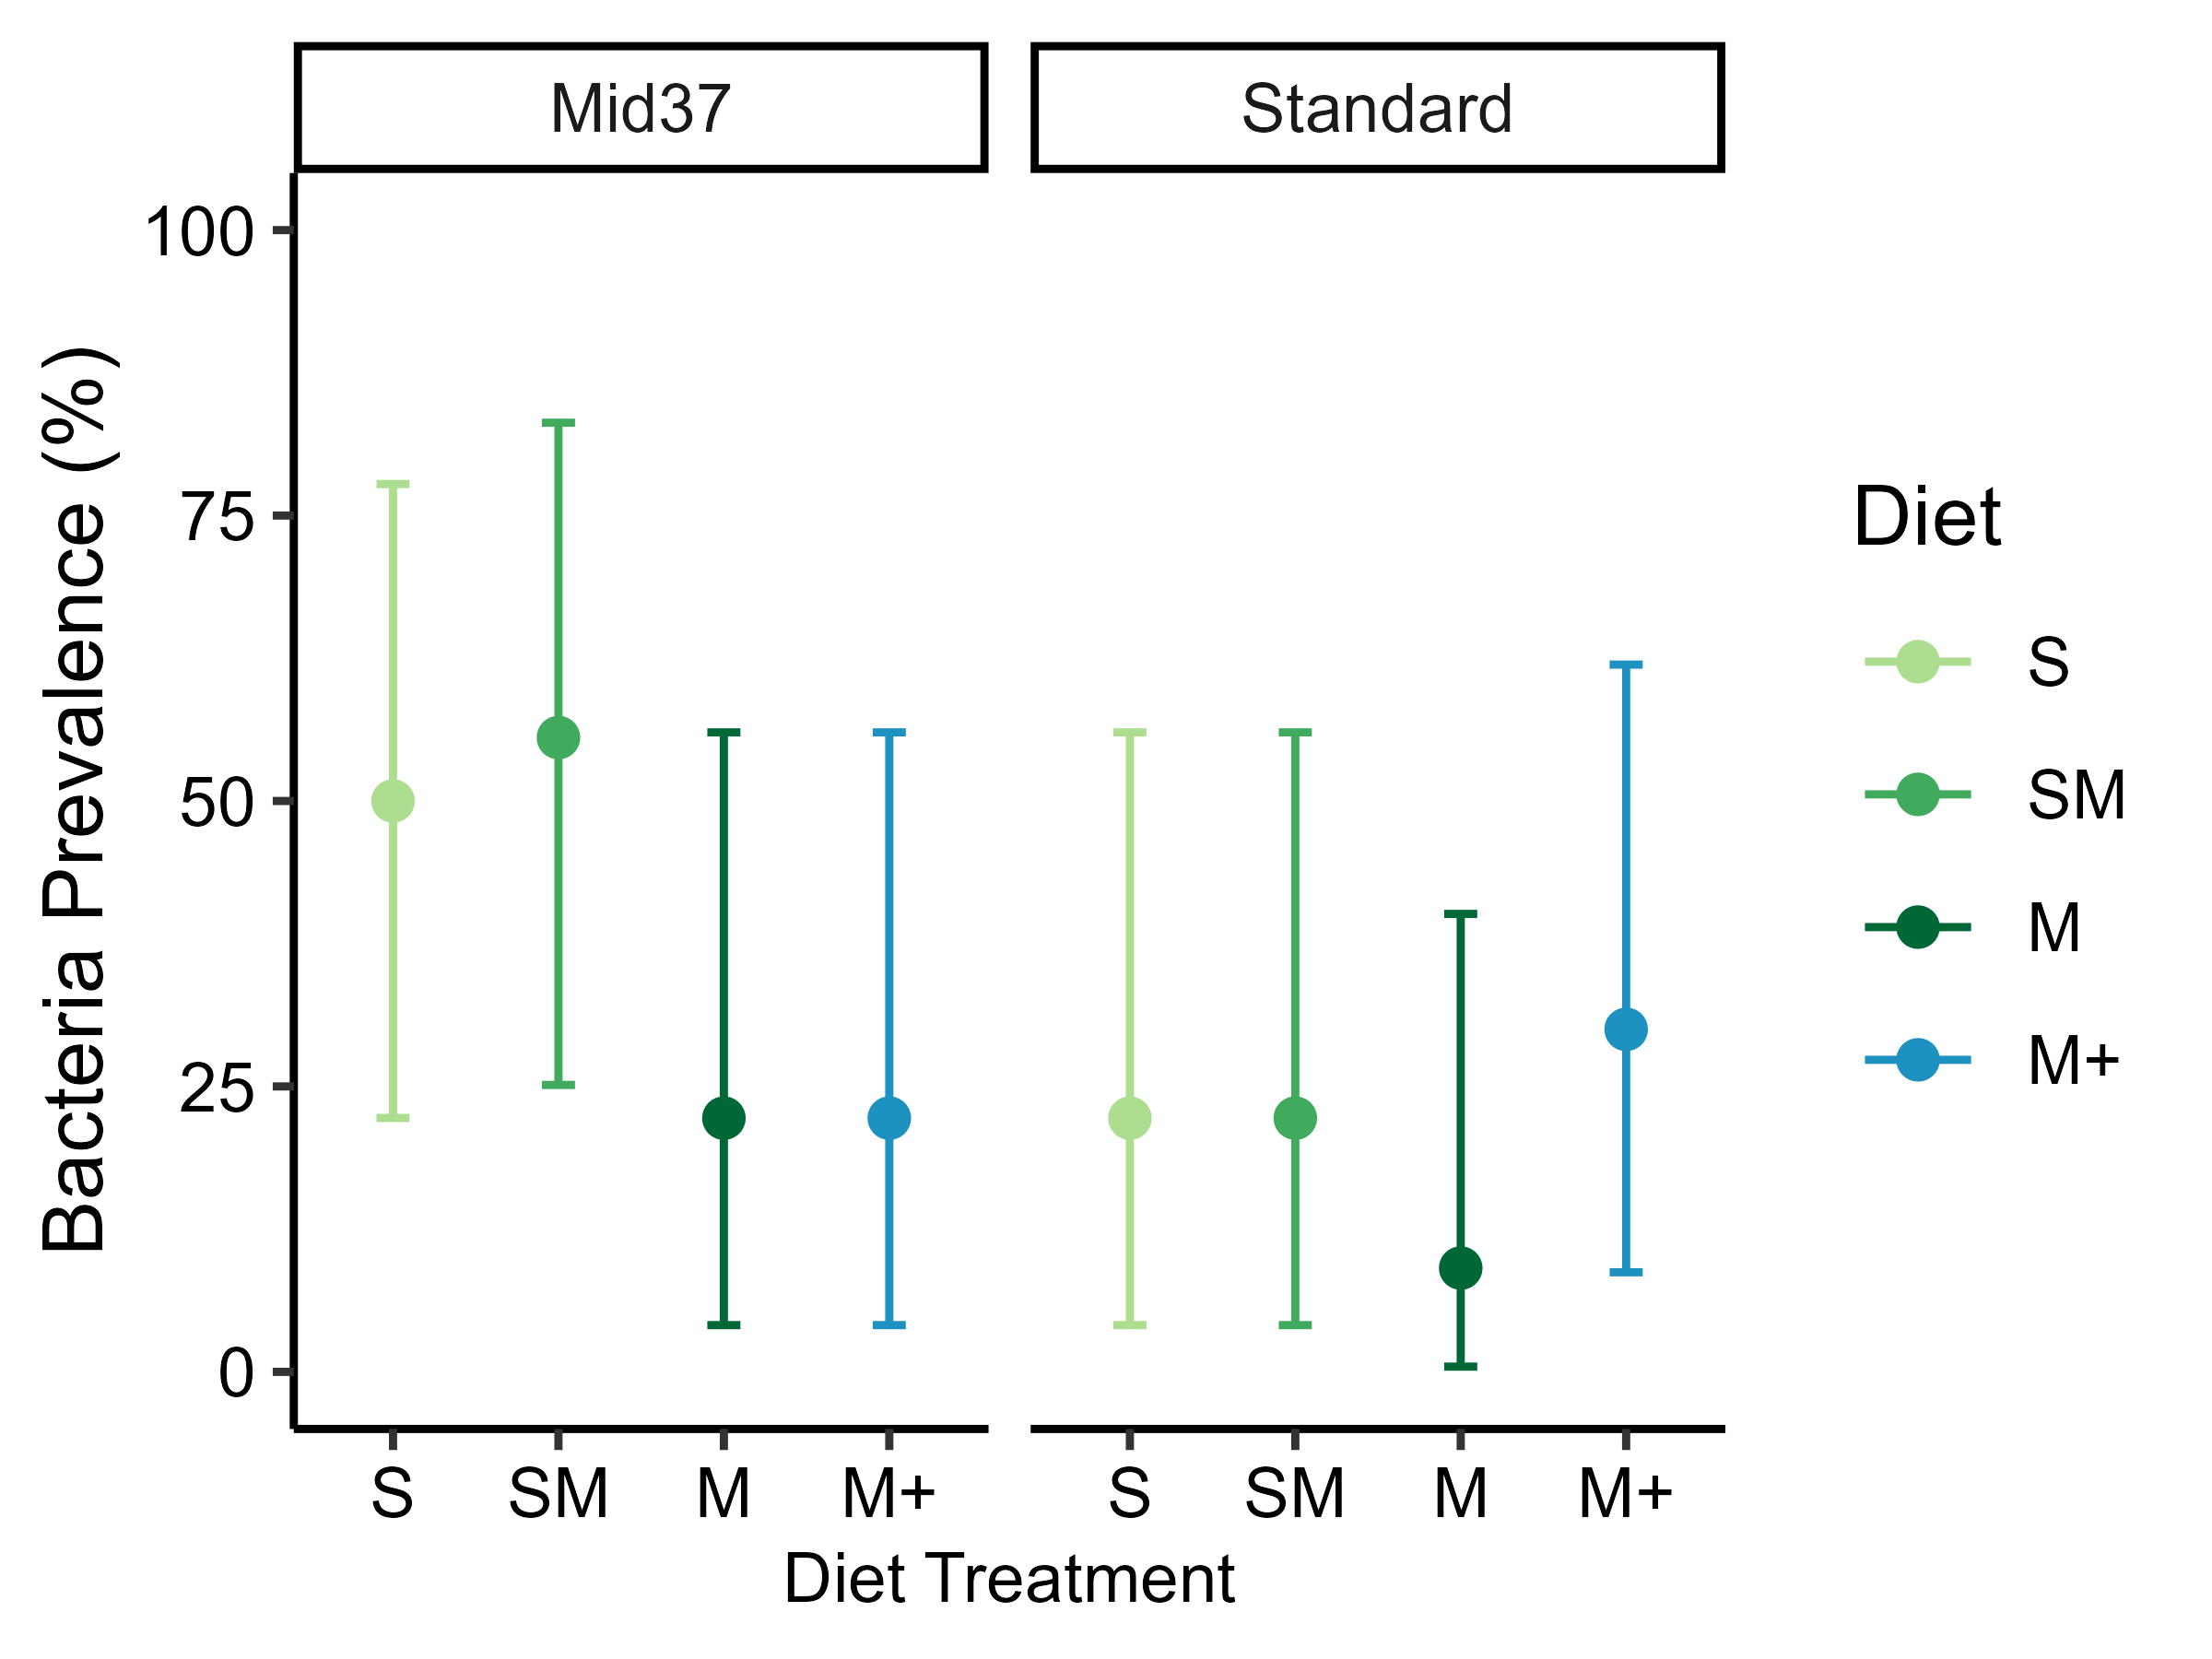 Mid37
Standard
Bacteria Prevalence (%)
100
75
50
25
0
S SM M M+
S SM M M+
Diet Treatment
Diet
S
SM
M
M+